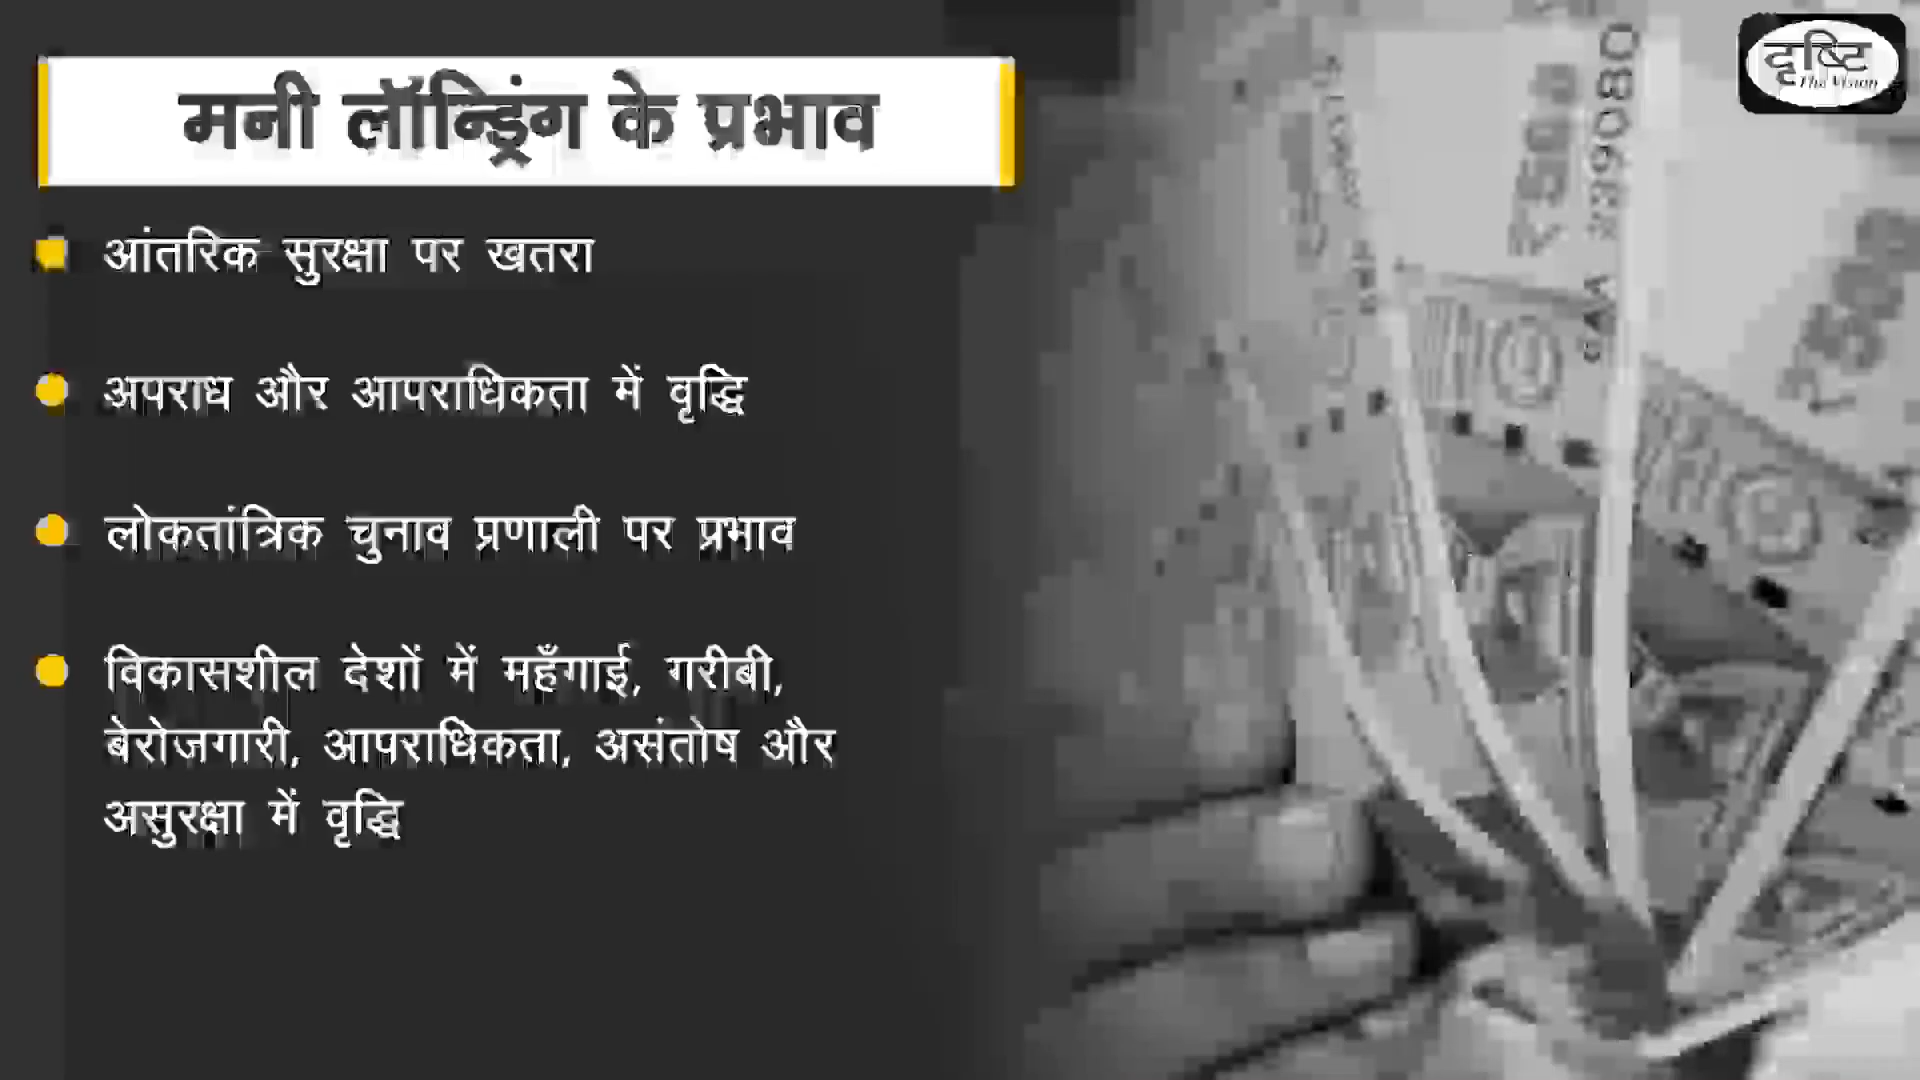 मनी लॉन्ड्रिंग के प्रभाव
दृष्टि
The Vision
आंतरिक सुरक्षा पर खतरा
अपराध और आपराधिकता में वृद्धि
लोकतांत्रिक चुनाव प्रणाली पर प्रभाव
विकासशील देशों में महँगाई, गरीबी,
बेरोजगारी, आपराधिकता, असंतोष और
असुरक्षा में वृद्धि